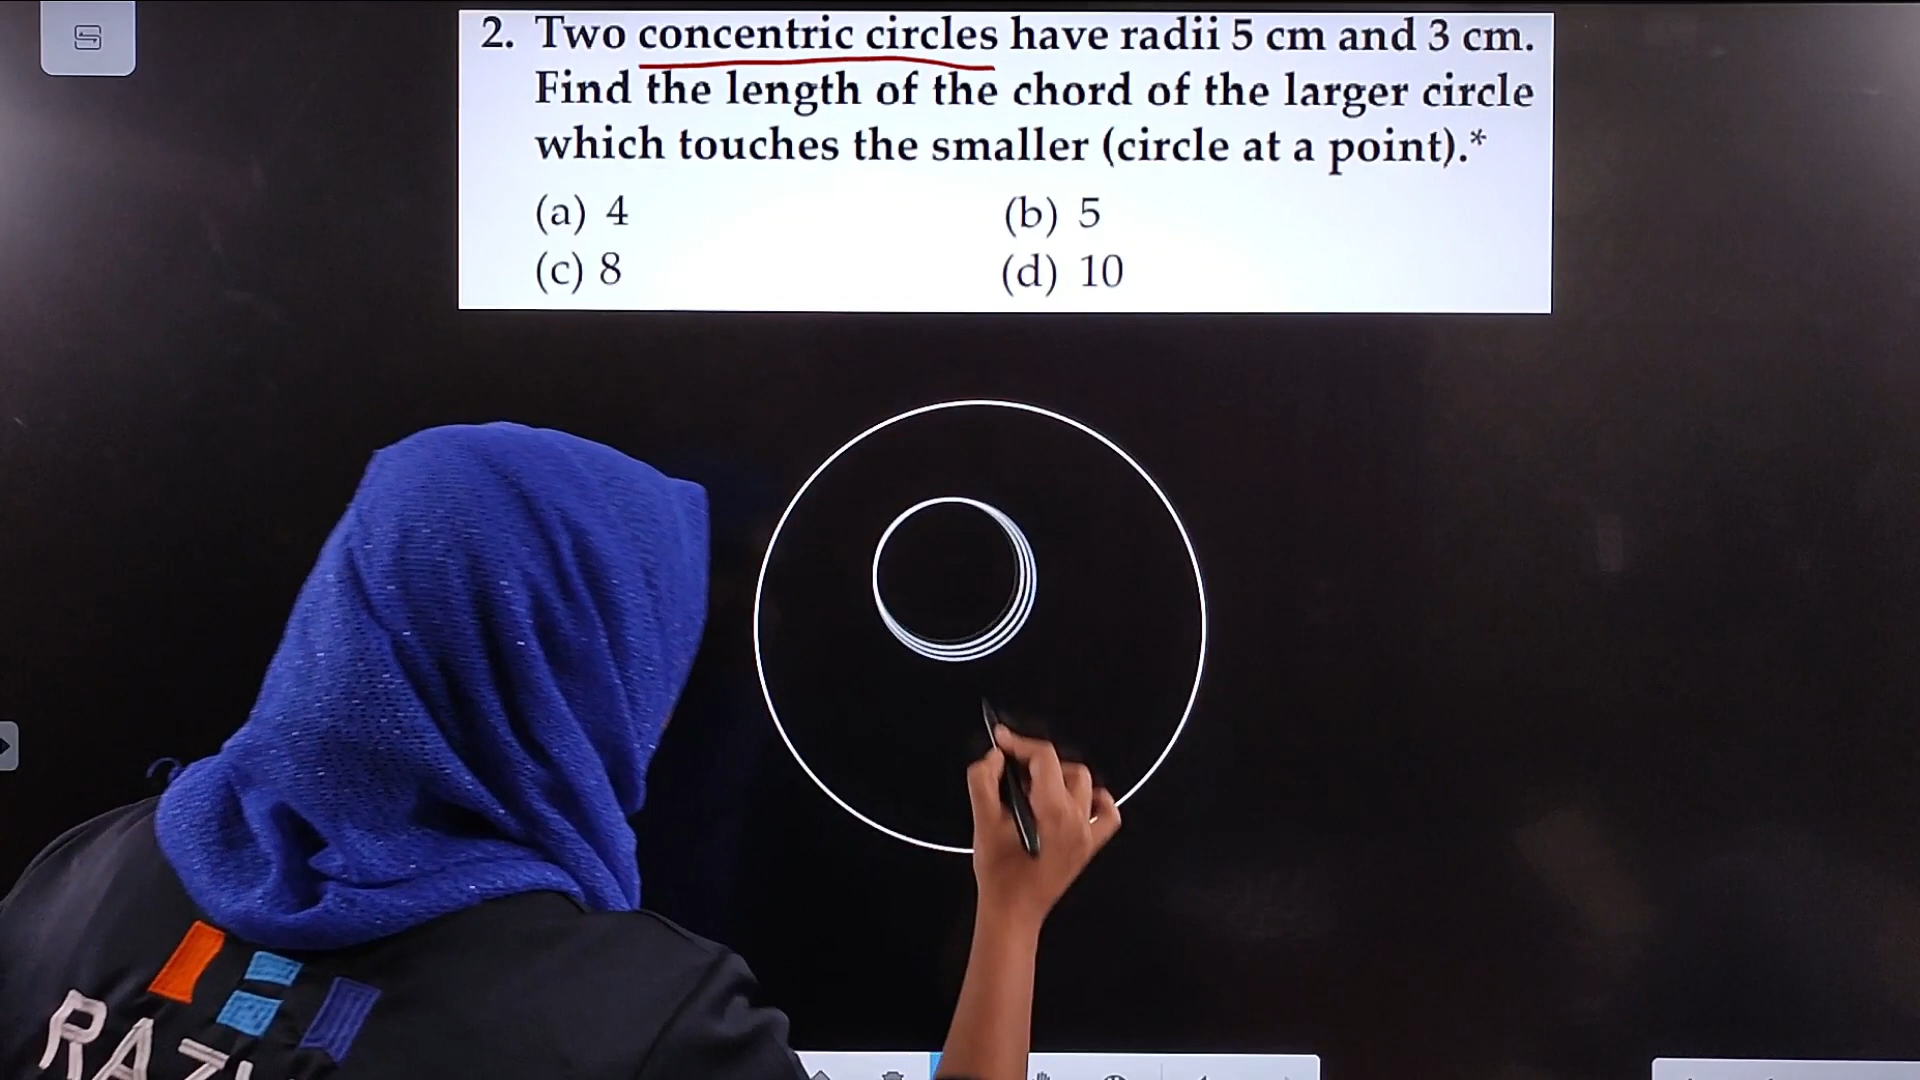 2. Two concentric circles have radii 5 cm and 3 cm.
Find the length of the chord of the larger circle
which touches the smaller (circle at a point).*
(a) 4
(b) 5
(c) 8
(d) 10